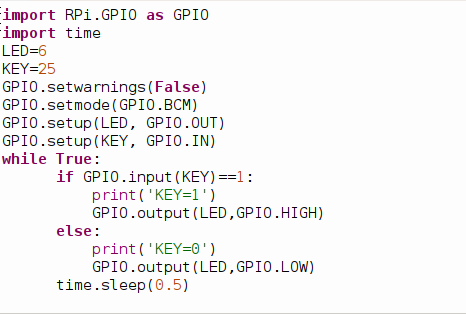 import RPi.GPIO as GPIO
import time
LED=6
KEY=25
GPIO.setwarnings(False)
GPIO.setmode(GPIO.BCM)
GPIO.setup(LED, GPIO.OUT)
GPIO.setup(KEY, GPIO.IN)
while True:
      if GPIO.input(KEY)==1:
          print('KEY=1')
          GPIO.output(LED,GPIO.HIGH)
      else:
          print('KEY=0')
          GPIO.output(LED,GPIO.LOW)
      time.sleep(0.5)